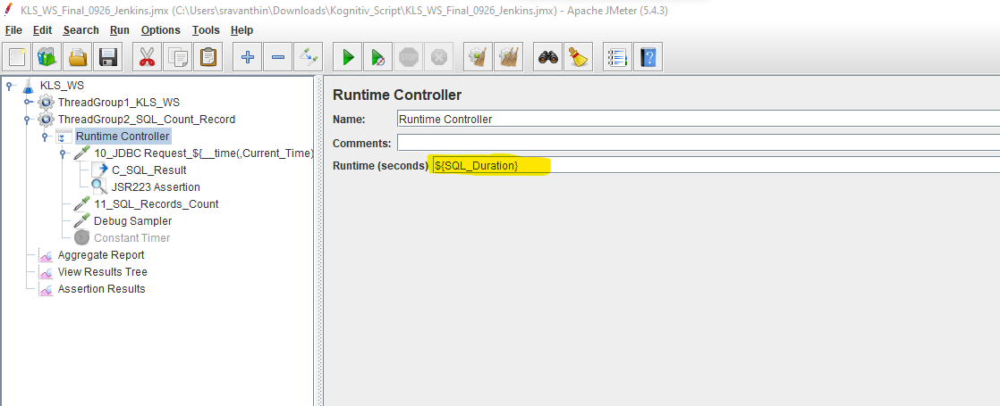 KLS_WS_Final_0926_Jenkins.jmx (C:\Users\sravanthin\Downloads\Kognitiv_Script\KLS_WS_Final_0926_Jenkins.jmx) - Apache JMeter (5.4.3)
File Edit Search Run Options Tools Help
STOP
?
KLS_WS
ThreadGroup1_KLS_WS
ThreadGroup2_SQL_Count_Record
Runtime Controller
10_JDBC Request_${__time(,Current_Time)
C_SQL_Result
JSR223 Assertion
11_SQL_Records_Count
Debug Sampler
Constant Timer
Aggregate Report
View Results Tree
Assertion Results
Runtime Controller
Name: Runtime Controller
Comments:
Runtime (seconds) ${SQL_Duration}